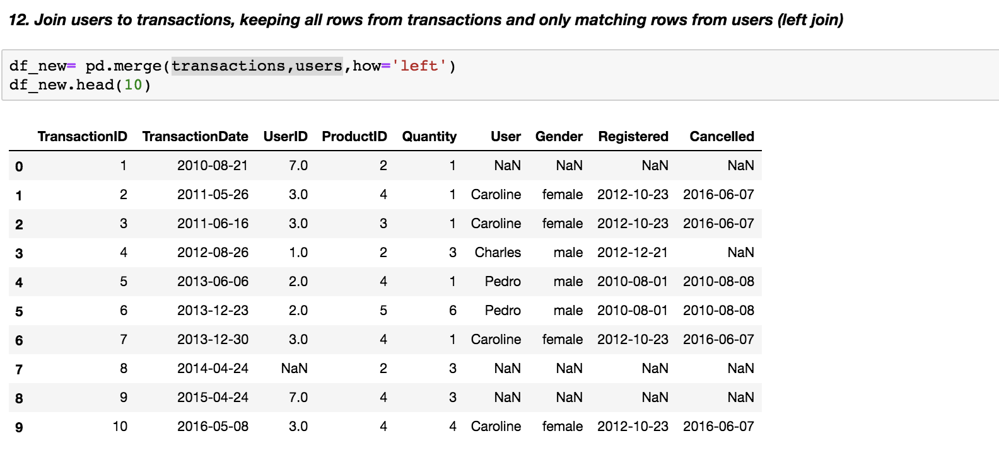 12. Join users to transactions, keeping all rows from transactions and only matching rows from users (left join)
df_new= pd.merge(transactions,users,how='left')
df_new.head(10)
TransactionID TransactionDate UserID ProductID Quantity User Gender Registered Cancelled
0 1 2010-08-21 7.0 2 1 NaN NaN NaN NaN
1 2 2011-05-26 3.0 4 1 Caroline female 2012-10-23 2016-06-07
2 3 2011-06-16 3.0 3 1 Caroline female 2012-10-23 2016-06-07
3 4 2012-08-26 1.0 2 3 Charles male 2012-12-21 NaN
4 5 2013-06-06 2.0 4 1 Pedro male 2010-08-01 2010-08-08
5 6 2013-12-23 2.0 5 6 Pedro male 2010-08-01 2010-08-08
6 7 2013-12-30 3.0 4 1 Caroline female 2012-10-23 2016-06-07
7 8 2014-04-24 NaN 2 3 NaN NaN NaN NaN
8 9 2015-04-24 7.0 4 3 NaN NaN NaN NaN
9 10 2016-05-08 3.0 4 4 Caroline female 2012-10-23 2016-06-07